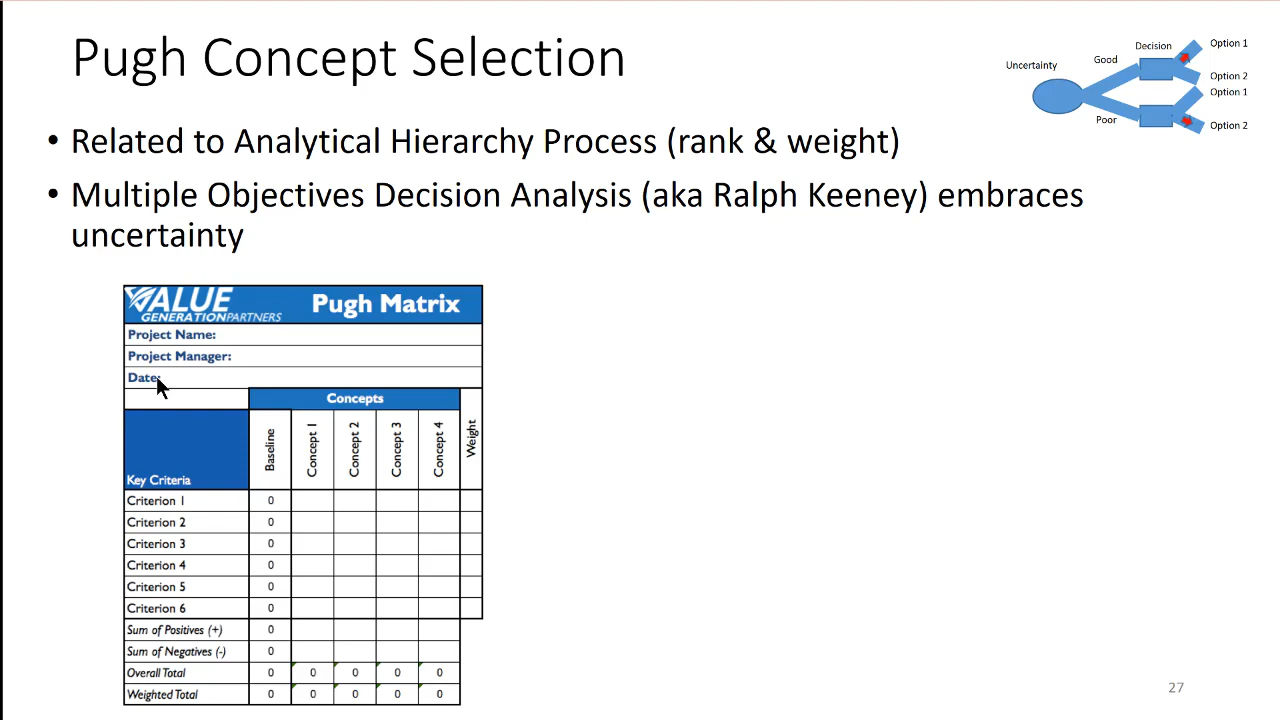 Pugh Concept Selection
Uncertainty
Good
Poor
Decision
Option 1
Option 2
Option 1
Option 2
• Related to Analytical Hierarchy Process (rank & weight)
• Multiple Objectives Decision Analysis (aka Ralph Keeney) embraces
uncertainty
VALUE
GENERATIONPARTNERS
Pugh Matrix
Project Name:
Project Manager:
Date:
Concepts
Key Criteria Baseline Concept 1 Concept 2 Concept 3 Concept 4 Weight
Criterion 1 0
Criterion 2 0
Criterion 3 0
Criterion 4 0
Criterion 5 0
Criterion 6 0
Sum of Positives (+) 0
Sum of Negatives (-) 0
Overall Total 0 0 0 0 0
Weighted Total 0 0 0 0 0
27